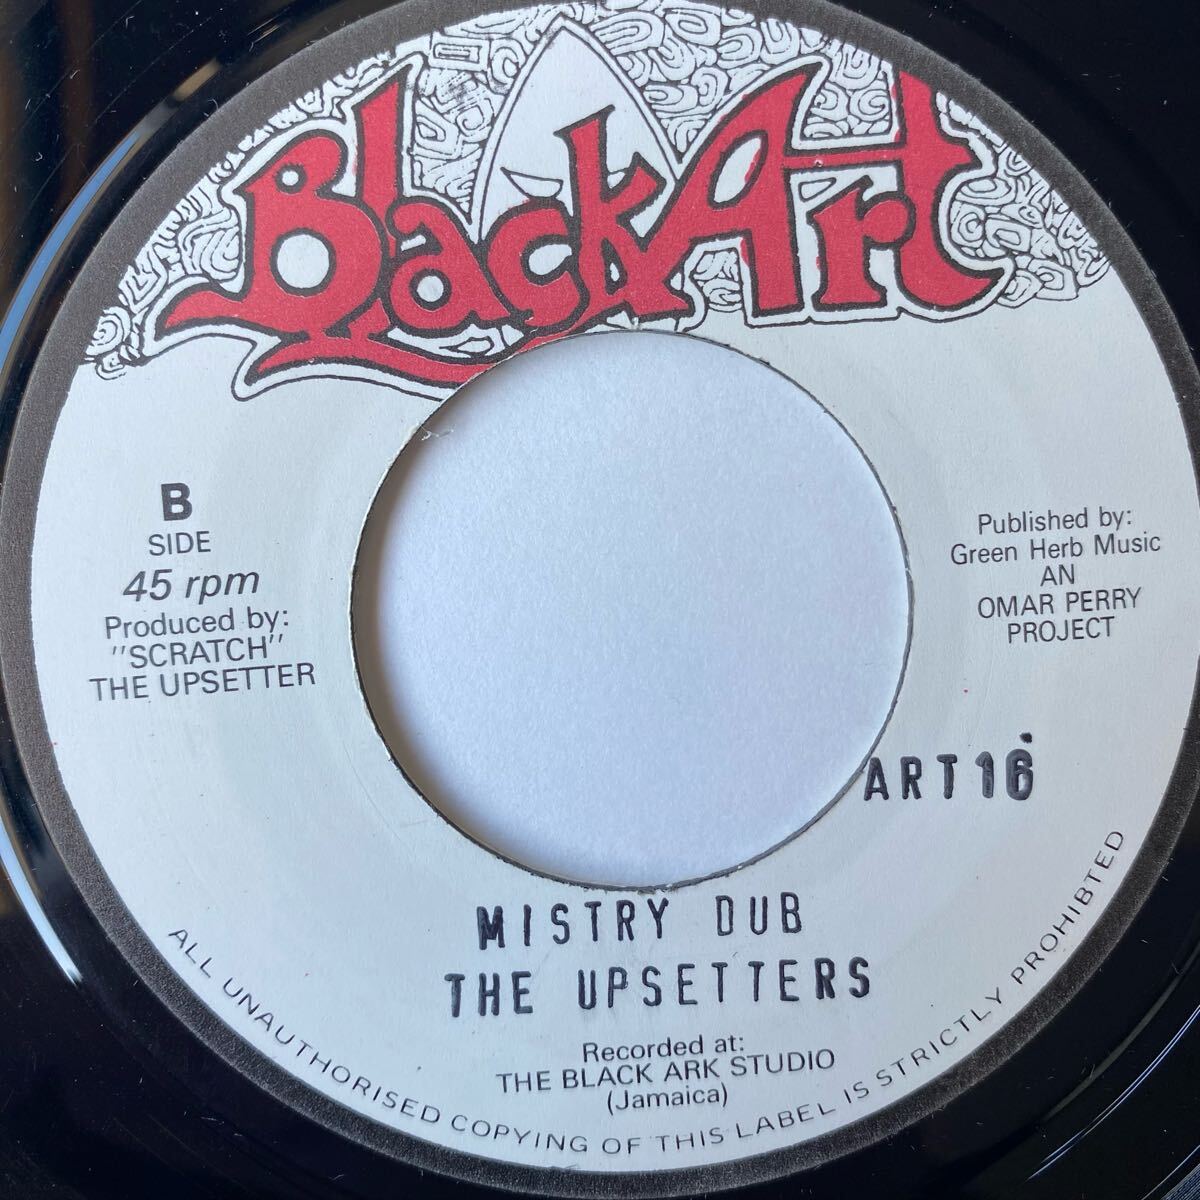 Black Art
B
SIDE
45 rpm
Produced by:
"SCRATCH"
THE UPSETTER
Published by:
Green Herb Music
AN
OMAR PERRY
PROJECT
ART16
MISTRY DUB
THE UPSETTERS
Recorded at:
THE BLACK ARK STUDIO
(Jamaica)
ALL UNAUTHORISED COPYING OF THIS LABEL IS STRICTLY PROHIBTED